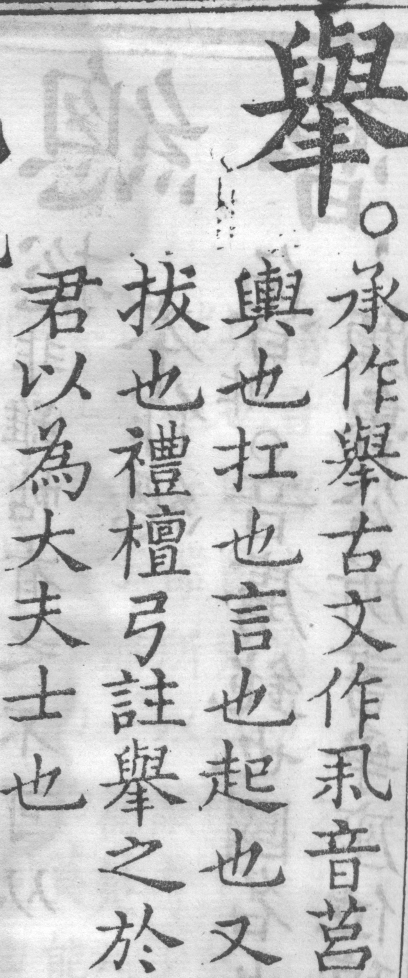 舉。
承作舉古文作𠩺音莒
輿也扛也言也起也又
拔也禮檀弓註舉之於
君以為大夫士也